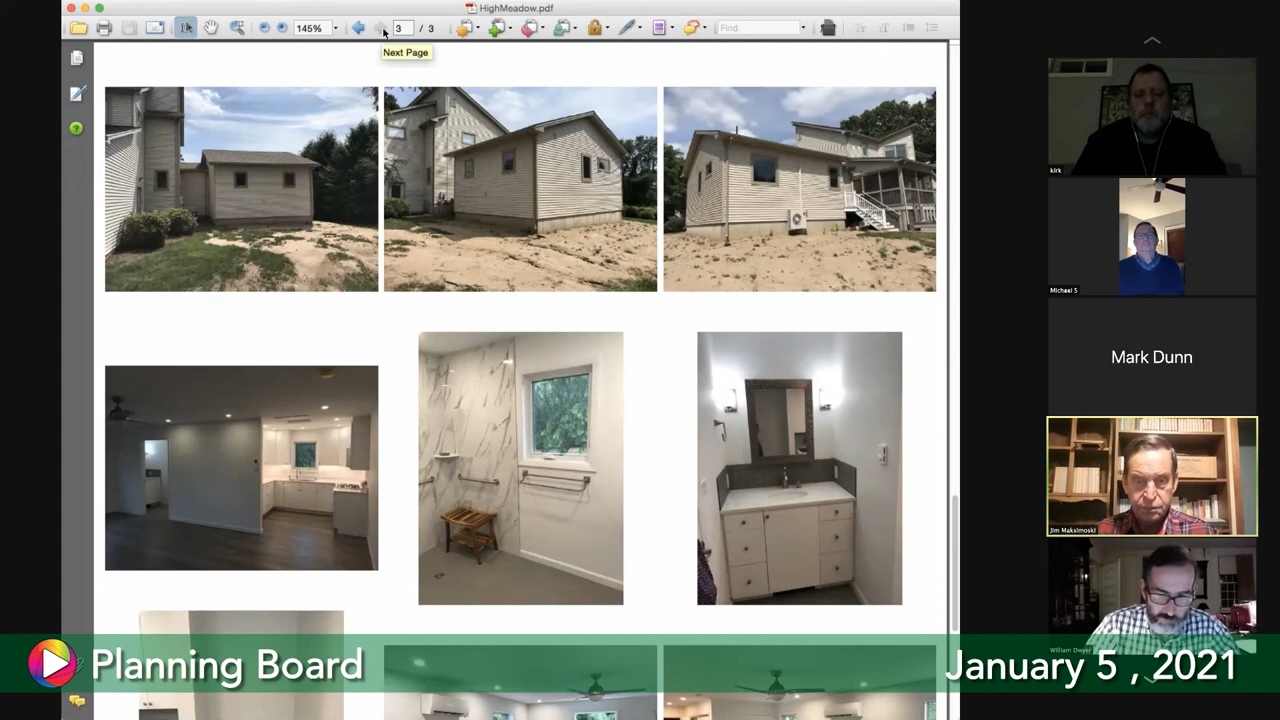 HighMeadow.pdf
145%
3 / 3
Find
Next Page
kirk
Michael S
Mark Dunn
Jim Maksimoski
William Dwyer
Planning Board
January 5 , 2021